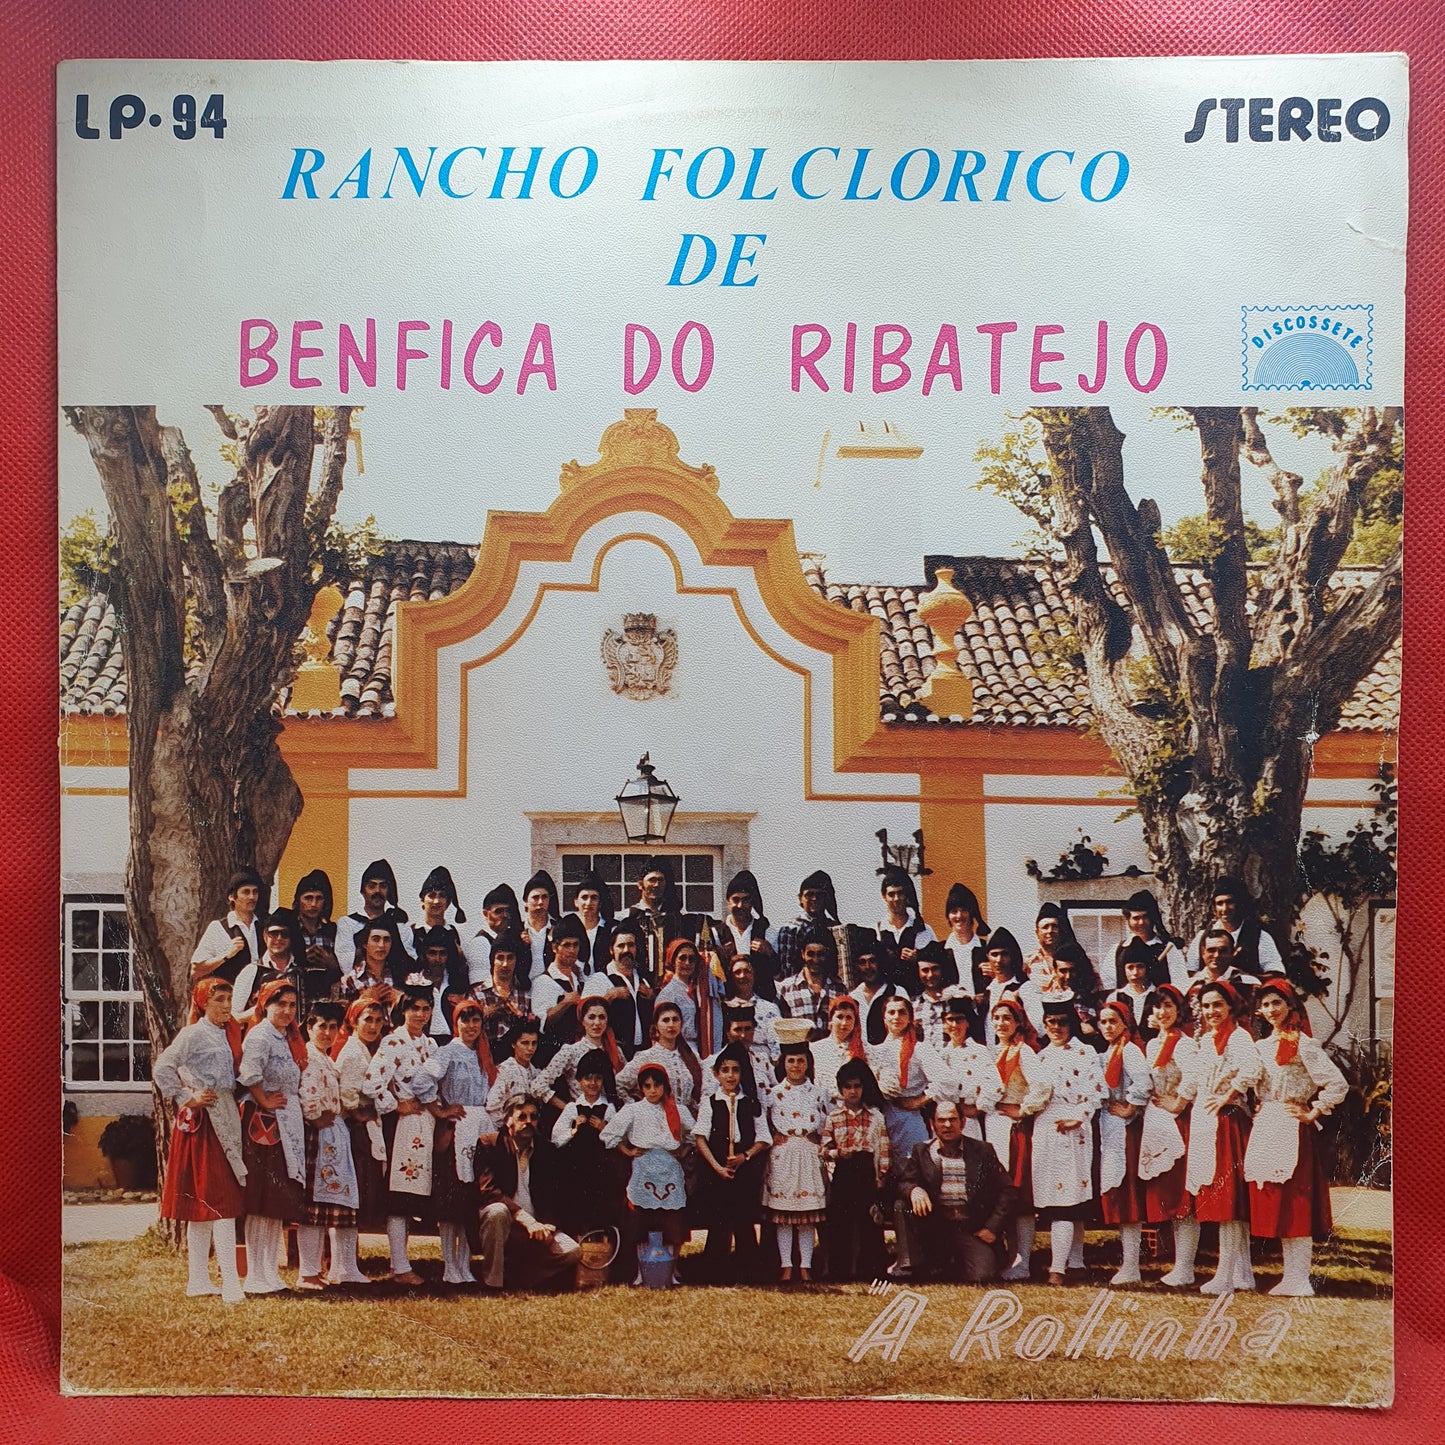 LP·94
STEREO
RANCHO FOLCLORICO
DE
BENFICA DO RIBATEJO
DISCOSSETE
"A Rolinha"